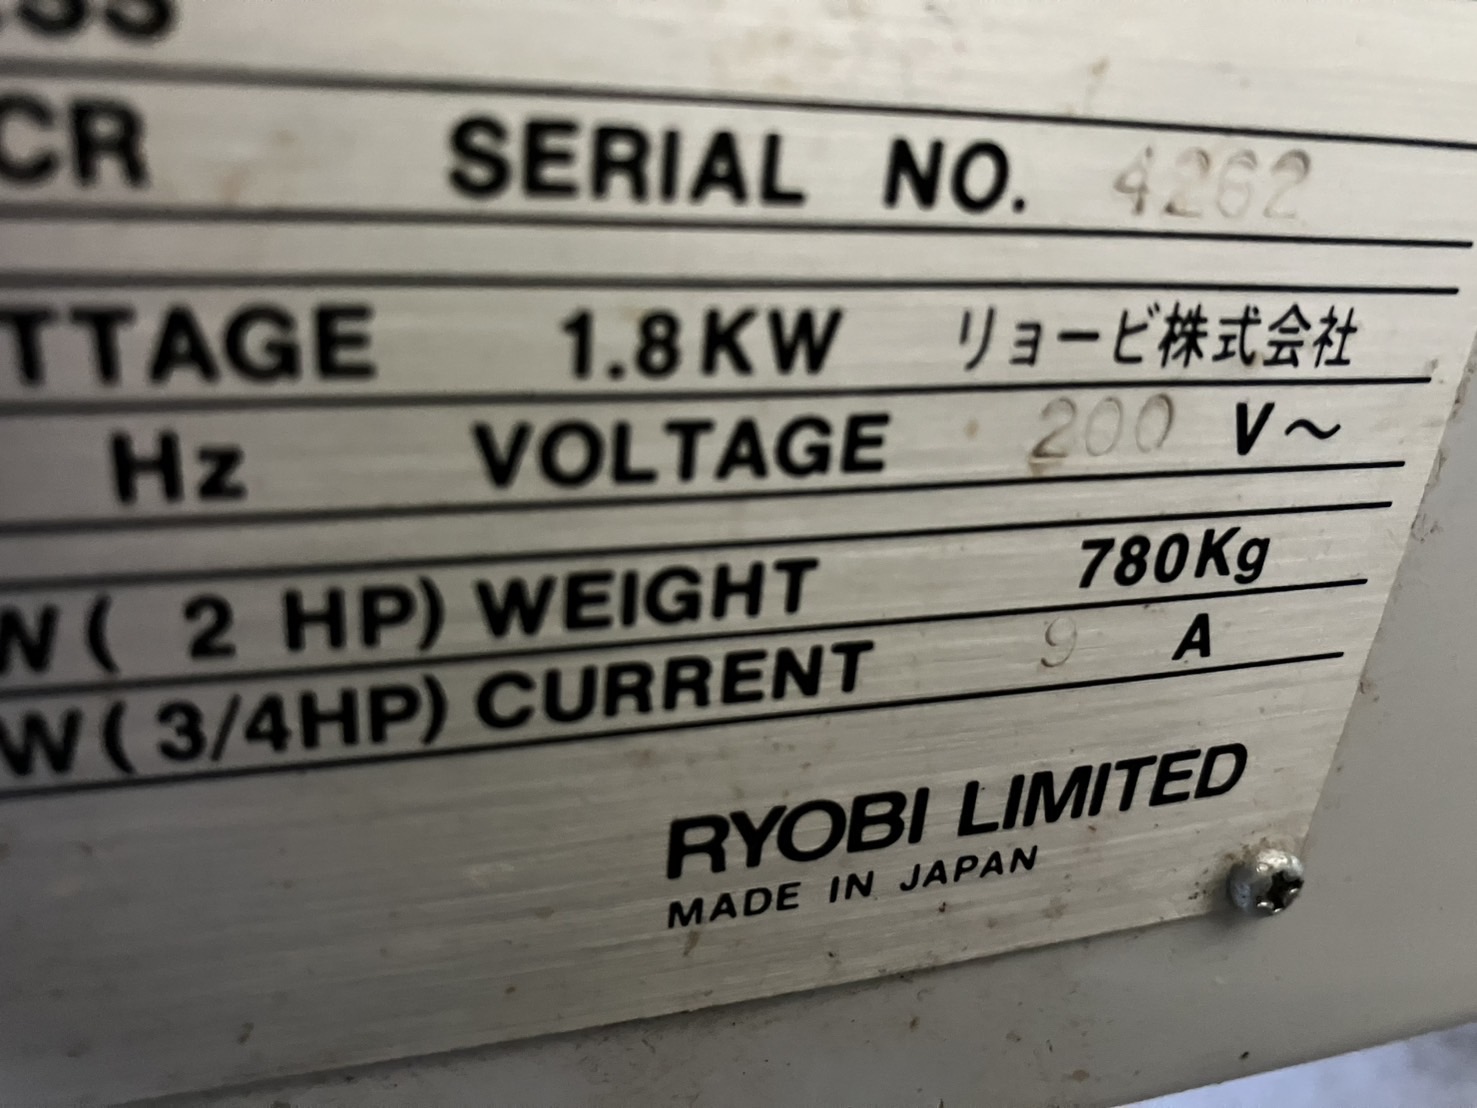 CR SERIAL NO. 4262
TTAGE 1.8KW リョービ株式会社
Hz VOLTAGE 200 V~
W ( 2 HP) WEIGHT 780Kg
W (3/4HP) CURRENT 9 A
RYOBI LIMITED
MADE IN JAPAN